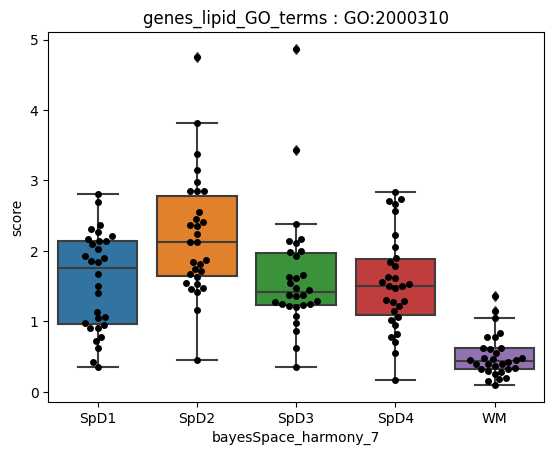 genes_lipid_GO_terms : GO:2000310
5
4
3
2
1
0
score
SpD1 SpD2 SpD3 SpD4 WM
bayesSpace_harmony_7